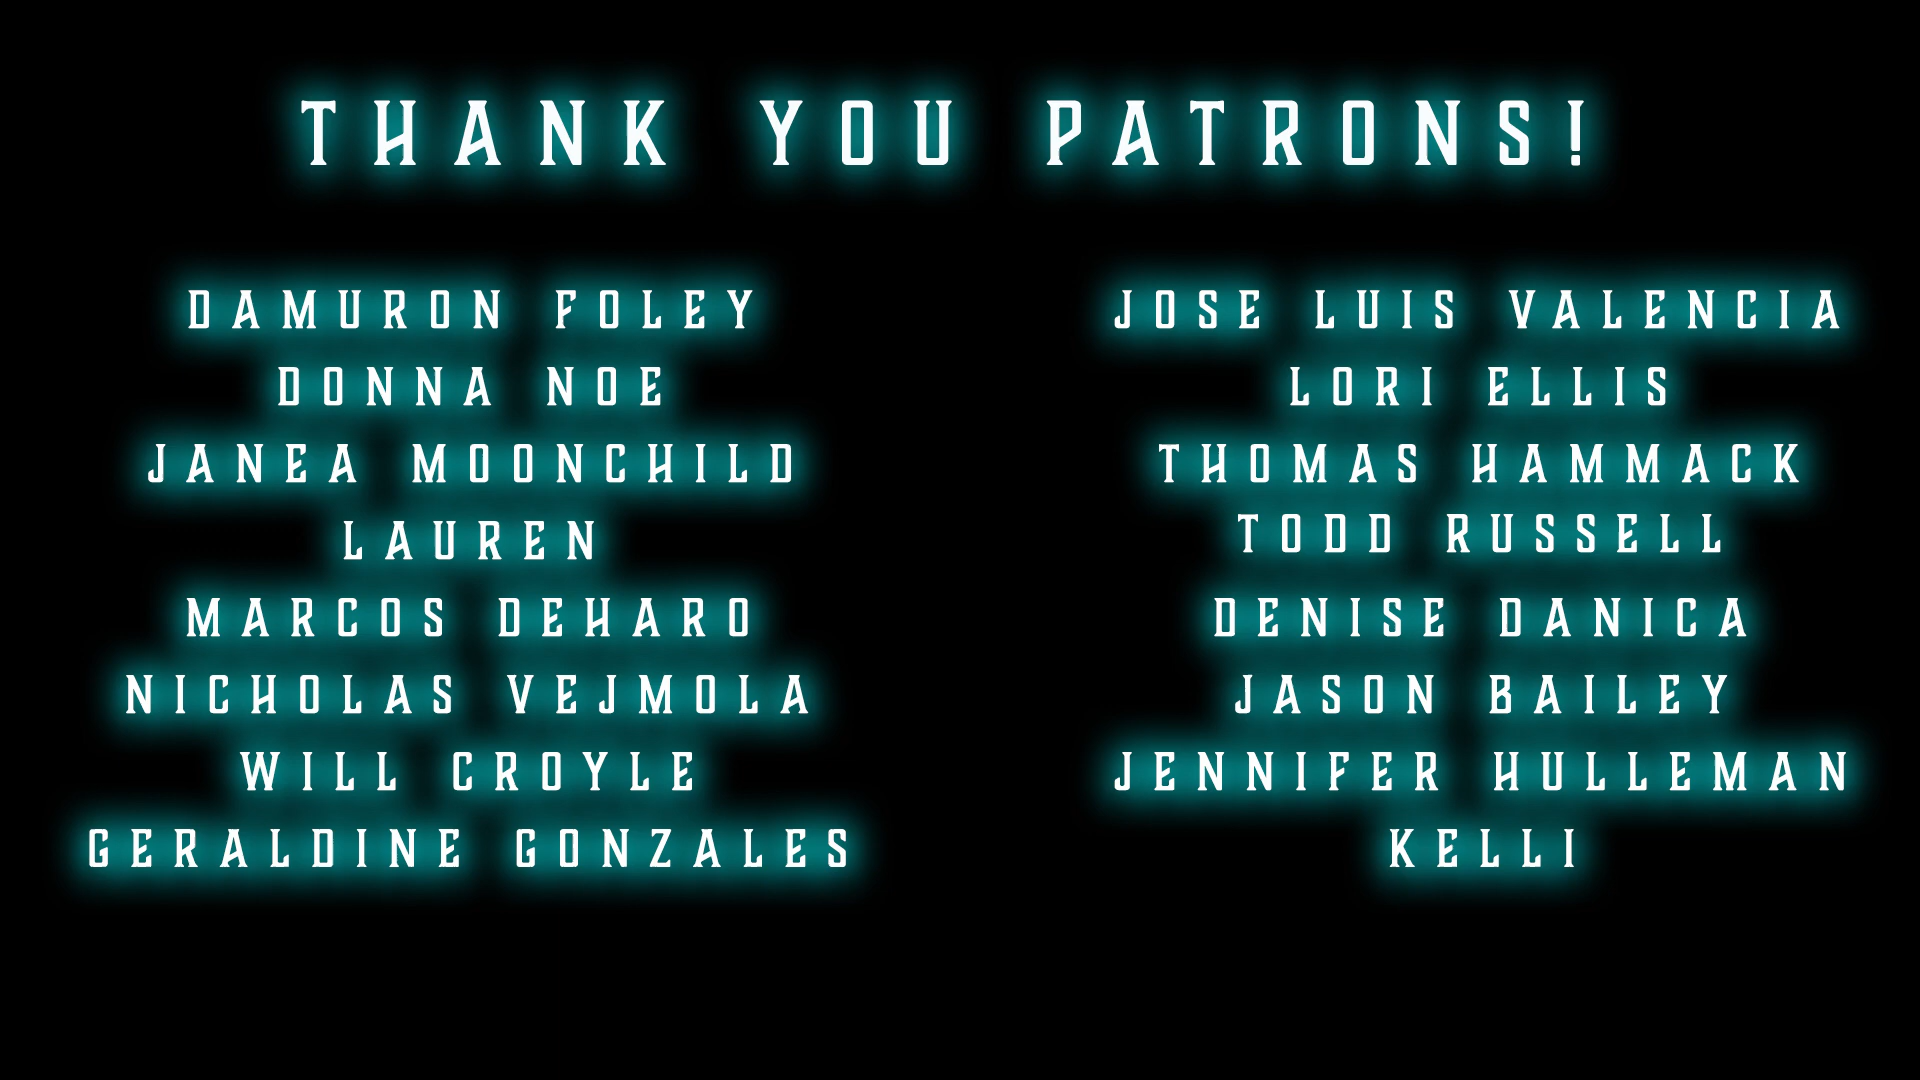 THANK YOU PATRONS!
DAMURON FOLEY
DONNA NOE
JANEA MOONCHILD
LAUREN
MARCOS DEHARO
NICHOLAS VEJMOLA
WILL CROYLE
GERALDINE GONZALES
JOSE LUIS VALENCIA
LORI ELLIS
THOMAS HAMMACK
TODD RUSSELL
DENISE DANICA
JASON BAILEY
JENNIFER HULLEMAN
KELLI